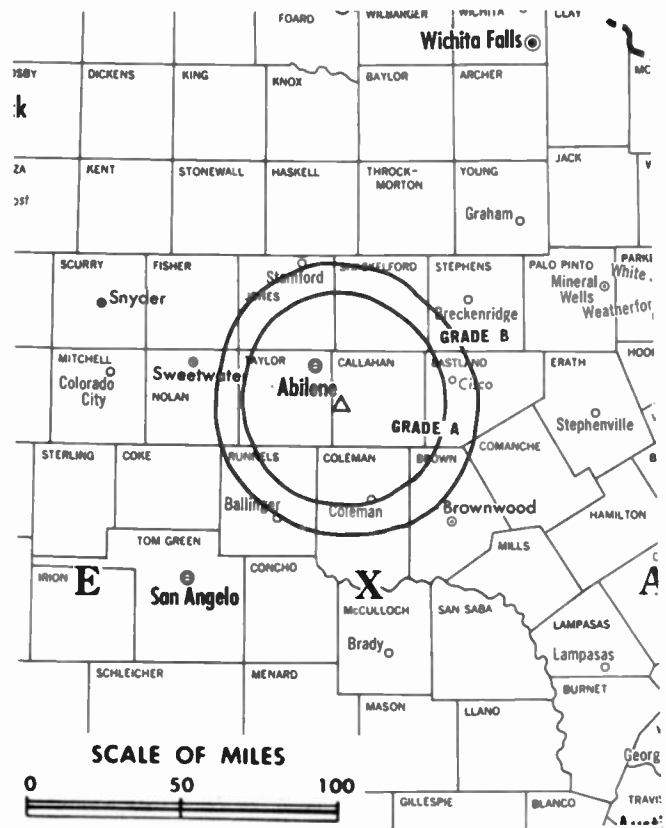 FOARD
WILBARGER
WICHITA
CLAY
Wichita Falls
DICKENS
KING
KNOX
BAYLOR
ARCHER
KENT
STONEWALL
HASKELL
THROCK-
MORTON
YOUNG
JACK
Graham
SCURRY
FISHER
Stamford
JONES
SHACKELFORD
STEPHENS
PALO PINTO
Snyder
Breckenridge
Mineral
Wells
White
Weatherfor
GRADE B
MITCHELL
Colorado
City
Sweetwater
NOLAN
TAYLOR
Abilene
CALLAHAN
EASTLAND
Cisco
ERATH
Stephenville
GRADE A
STERLING
COKE
RUNNELS
COLEMAN
BROWN
COMANCHE
Ballinger
Coleman
Brownwood
HAMILTON
TOM GREEN
MILLS
IRION
E
San Angelo
CONCHO
X
A
McCULLOCH
SAN SABA
LAMPASAS
Brady
Lampasas
SCHLEICHER
MENARD
BURNET
MASON
LLANO
Georg
SCALE OF MILES
0 50 100
GILLESPIE
BLANCO
TRAVIS